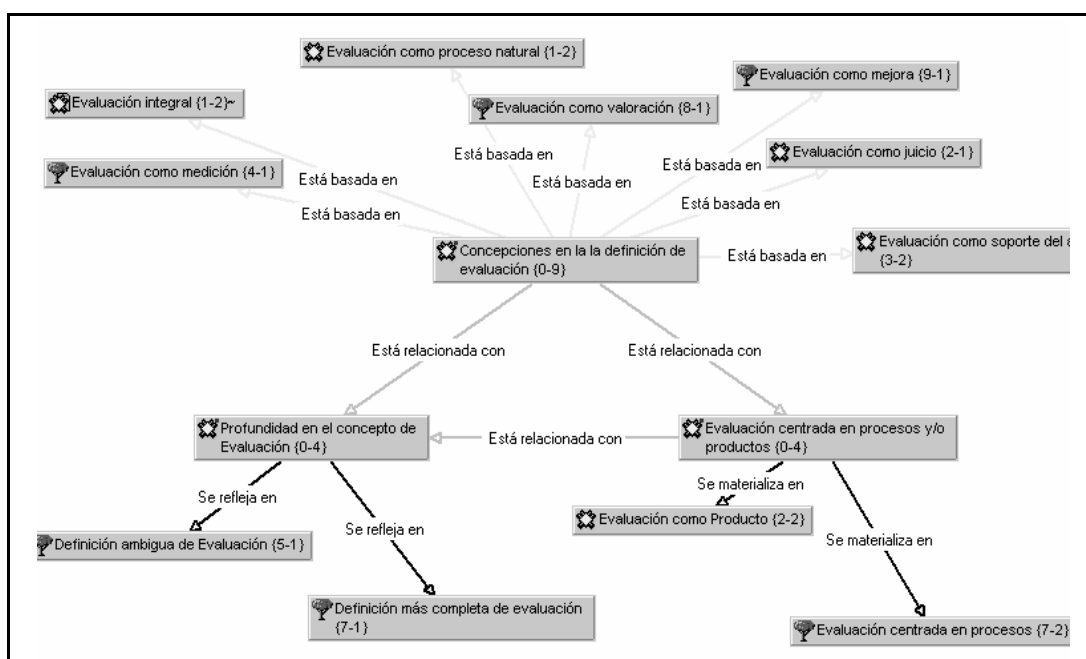 Evaluación como proceso natural {1-2}
Evaluación como mejora {9-1}
Evaluación integral {1-2}~
Evaluación como valoración {8-1}
Está basada en
Está basada en
Evaluación como juicio {2-1}
Evaluación como medición {4-1}
Está basada en
Está basada en
Está basada en
Está basada en
Evaluación como soporte del a
{3-2}
Concepciones en la la definición de
evaluación {0-9}
Está basada en
Está relacionada con
Está relacionada con
Profundidad en el concepto de
Evaluación {0-4}
Está relacionada con
Evaluación centrada en procesos y/o
productos {0-4}
Se refleja en
Se materializa en
Evaluación como Producto {2-2}
Se refleja en
Definición ambigua de Evaluación {5-1}
Se materializa en
Definición más completa de evaluación
{7-1}
Evaluación centrada en procesos {7-2}